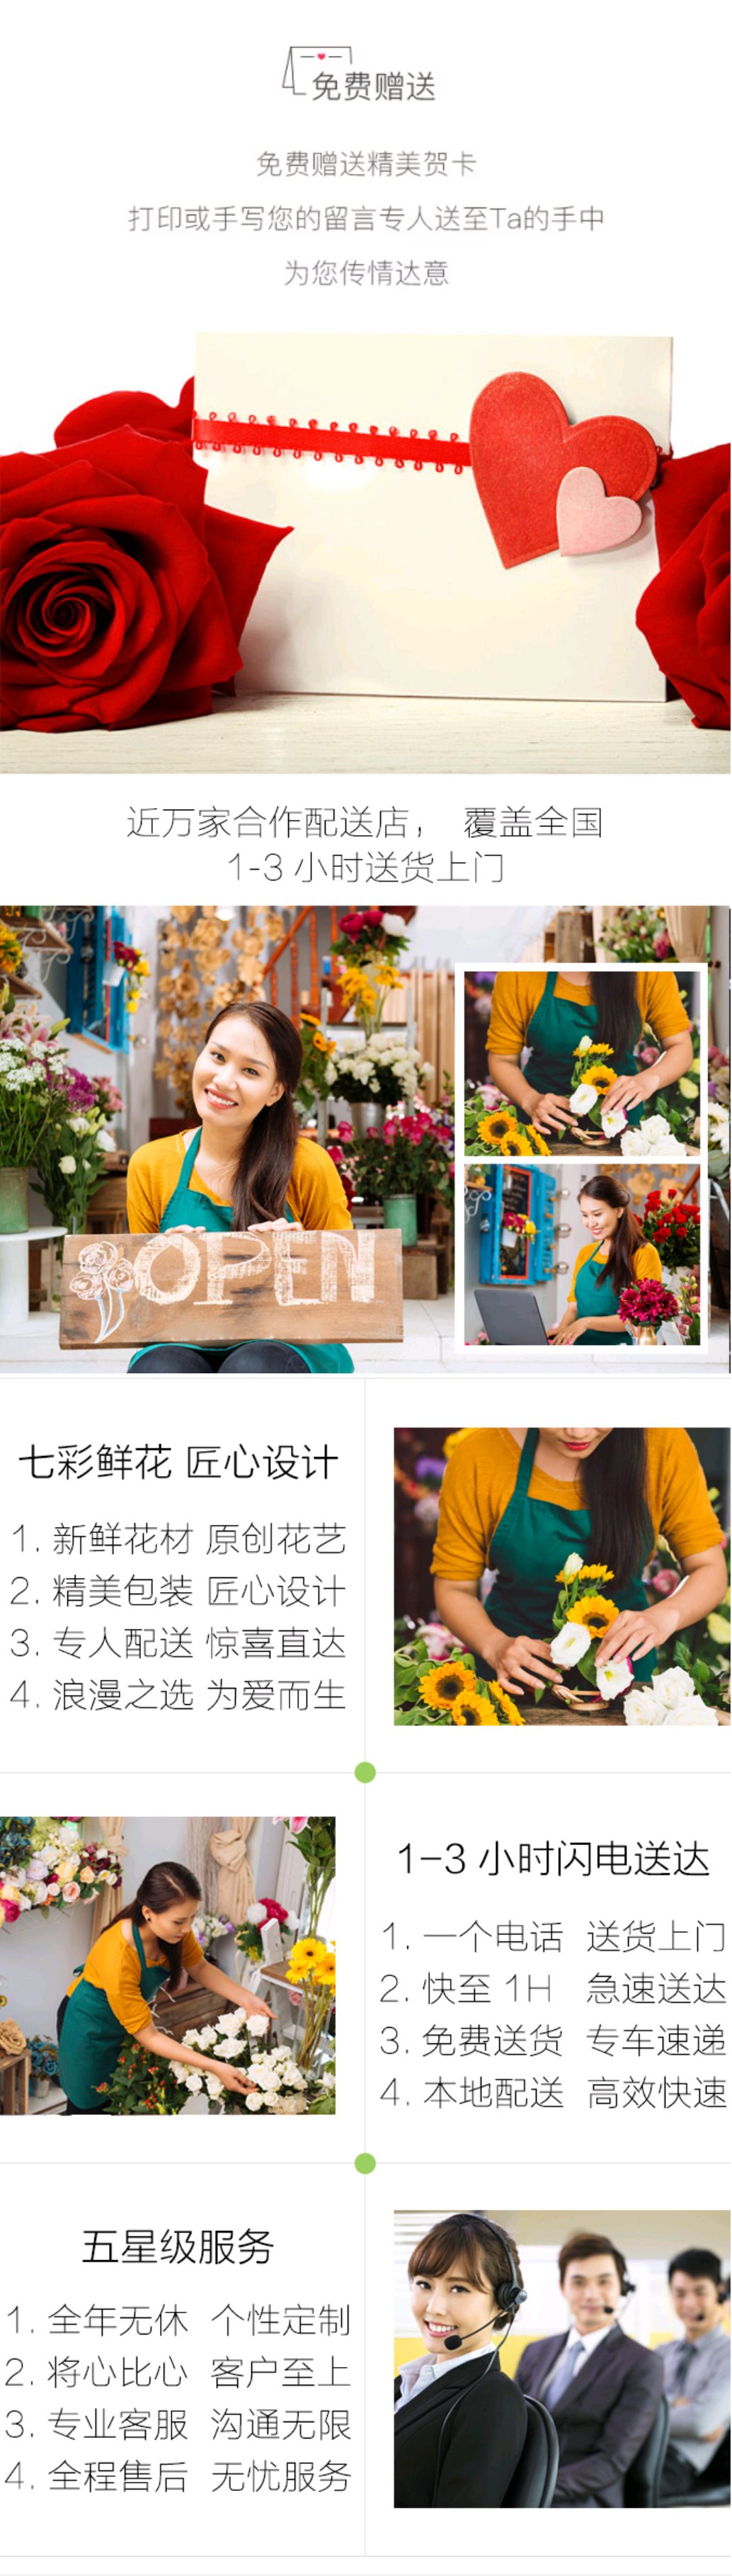 免费赠送
免费赠送精美贺卡
打印或手写您的留言专人送至Ta的手中
为您传情达意
近万家合作配送店， 覆盖全国
1-3 小时送货上门
OPEN
七彩鲜花 匠心设计
1. 新鲜花材 原创花艺
2. 精美包装 匠心设计
3. 专人配送 惊喜直达
4. 浪漫之选 为爱而生
1-3 小时闪电送达
1. 一个电话 送货上门
2. 快至 1H 急速送达
3. 免费送货 专车速递
4. 本地配送 高效快速
五星级服务
1. 全年无休 个性定制
2. 将心比心 客户至上
3. 专业客服 沟通无限
4. 全程售后 无忧服务